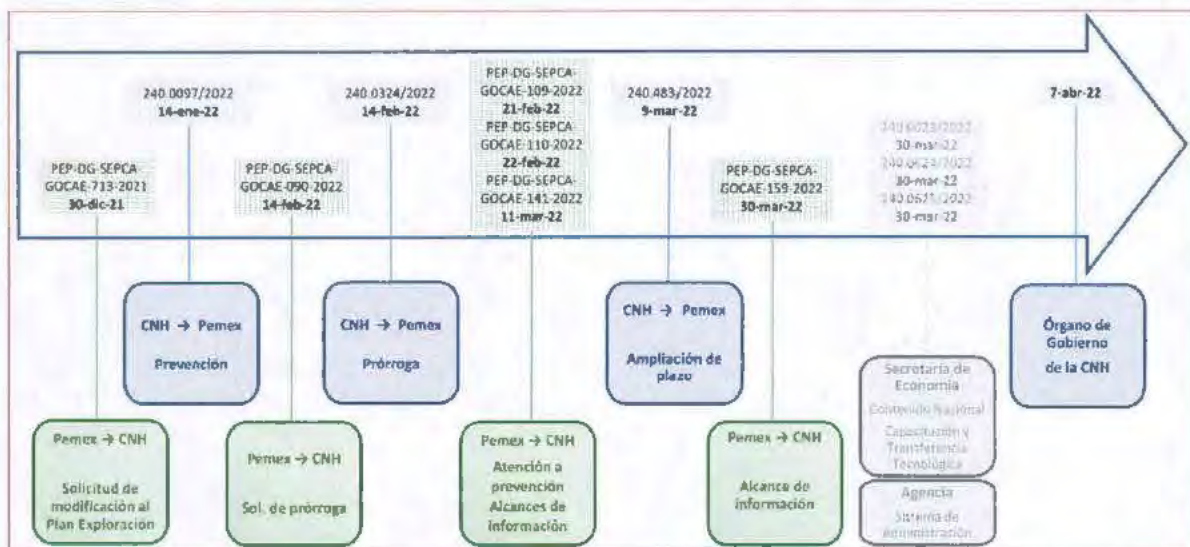 PEP-DG-SEPCA-
GOCAE-713-2021
30-dic-21
240.0097/2022
14-ene-22
PEP-DG-SEPCA-
GOCAE-090-2022
14-feb-22
240.0324/2022
14-feb-22
PEP-DG-SEPCA-
GOCAE-109-2022
21-feb-22
PEP-DG-SEPCA-
GOCAE-110-2022
22-feb-22
PEP-DG-SEPCA-
GOCAE-141-2022
11-mar-22
240.483/2022
9-mar-22
PEP-DG-SEPCA-
GOCAE-159-2022
30-mar-22
30-mar-22
30-mar-22
30-mar-22
7-abr-22
CNH → Pemex
Prevención
CNH → Pemex
Prórroga
CNH → Pemex
Ampliación de
plazo
Órgano de
Gobierno
de la CNH
Pemex → CNH
Solicitud de
modificación al
Plan Exploración
Pemex → CNH
Sol. de prórroga
Pemex → CNH
Atención a
prevención
Alcances de
información
Pemex → CNH
Alcance de
información
Secretaría de
Economía
Contenido Nacional
Capacitación y
Transferencia
Tecnológica
Agencia
Sistema de
administración